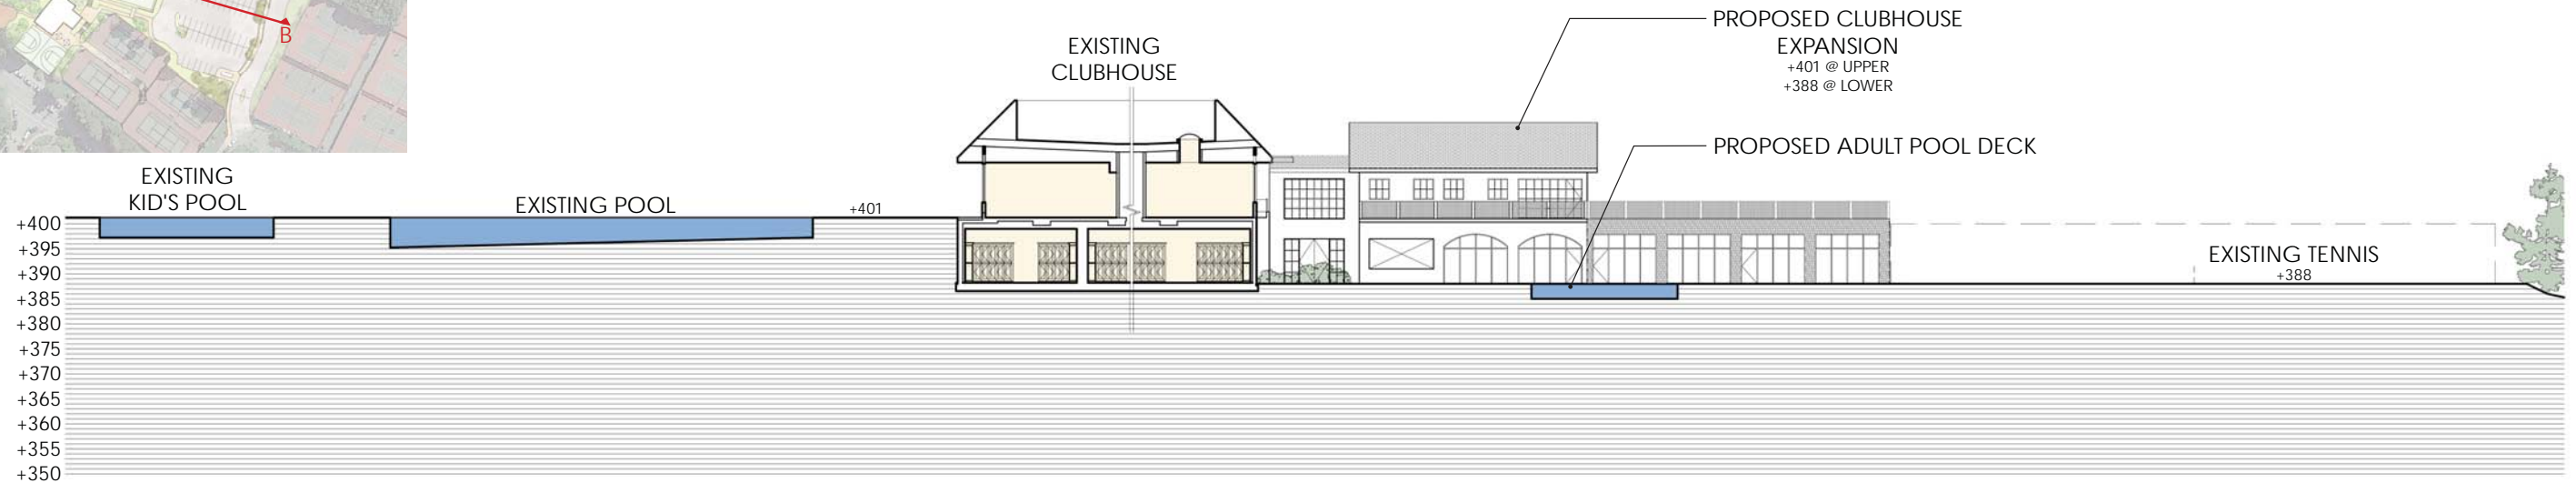 B
PROPOSED CLUBHOUSE
EXPANSION
+401 @ UPPER
+388 @ LOWER
EXISTING
CLUBHOUSE
PROPOSED ADULT POOL DECK
EXISTING
KID'S POOL
EXISTING POOL
+401
EXISTING TENNIS
+388
+400
+395
+390
+385
+380
+375
+370
+365
+360
+355
+350